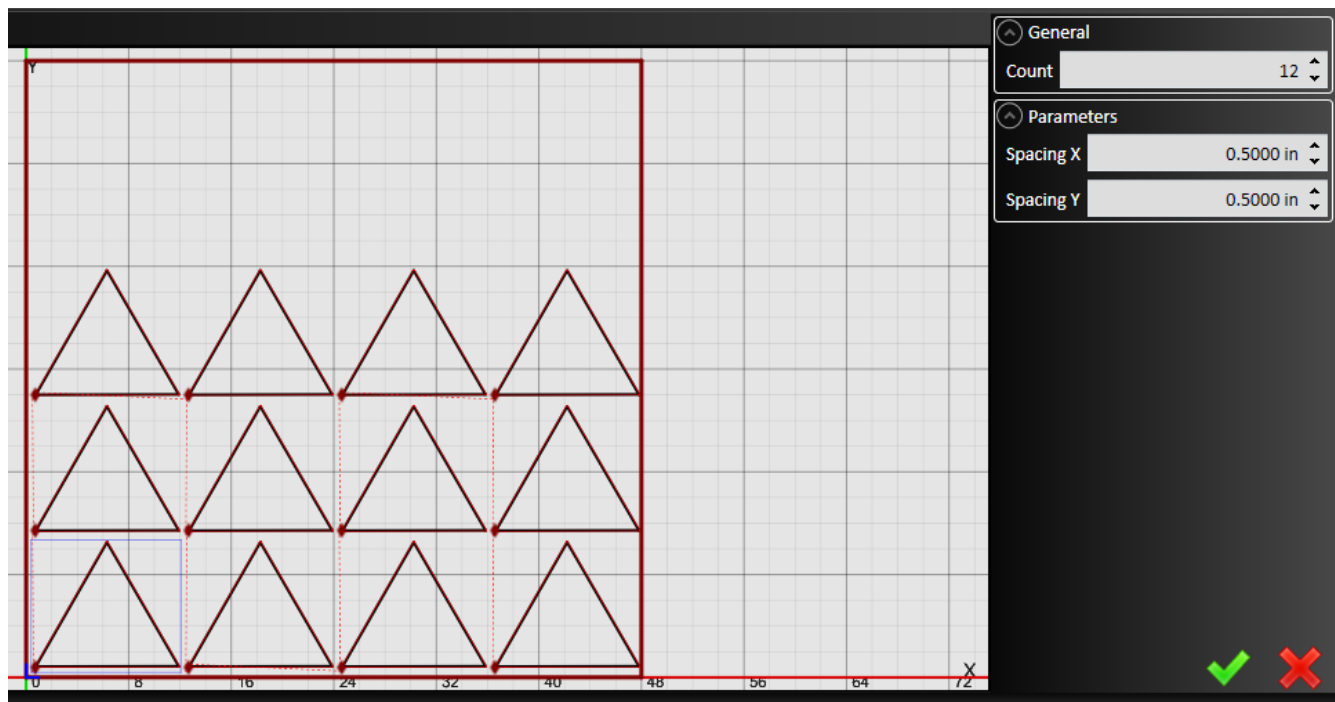 General
Count 12
Parameters
Spacing X 0.5000 in
Spacing Y 0.5000 in
Y
X
0 8 16 24 32 40 48 56 64 72